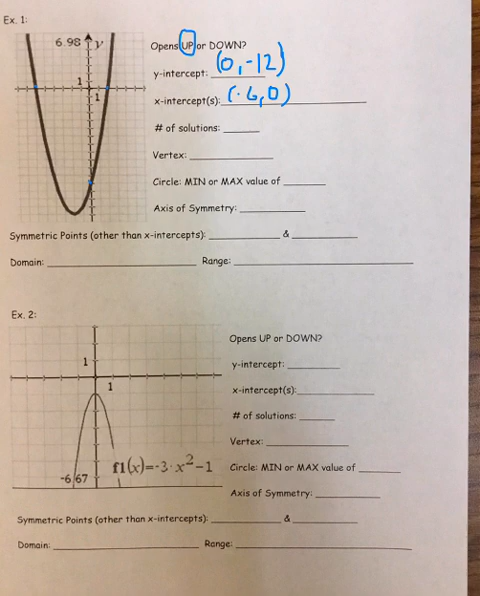 Ex. 1:
6.98 y
Opens UP or DOWN?
y-intercept: (0,-12)
1
1
x-intercept(s): (-6,0)
# of solutions:
Vertex:
Circle: MIN or MAX value of
Axis of Symmetry:
Symmetric Points (other than x-intercepts): &
Domain: Range:
Ex. 2:
Opens UP or DOWN?
1
y-intercept:
1
x-intercept(s):
# of solutions:
Vertex:
f1(x)=-3·x²-1
Circle: MIN or MAX value of
-6.67
Axis of Symmetry:
Symmetric Points (other than x-intercepts): &
Domain: Range: